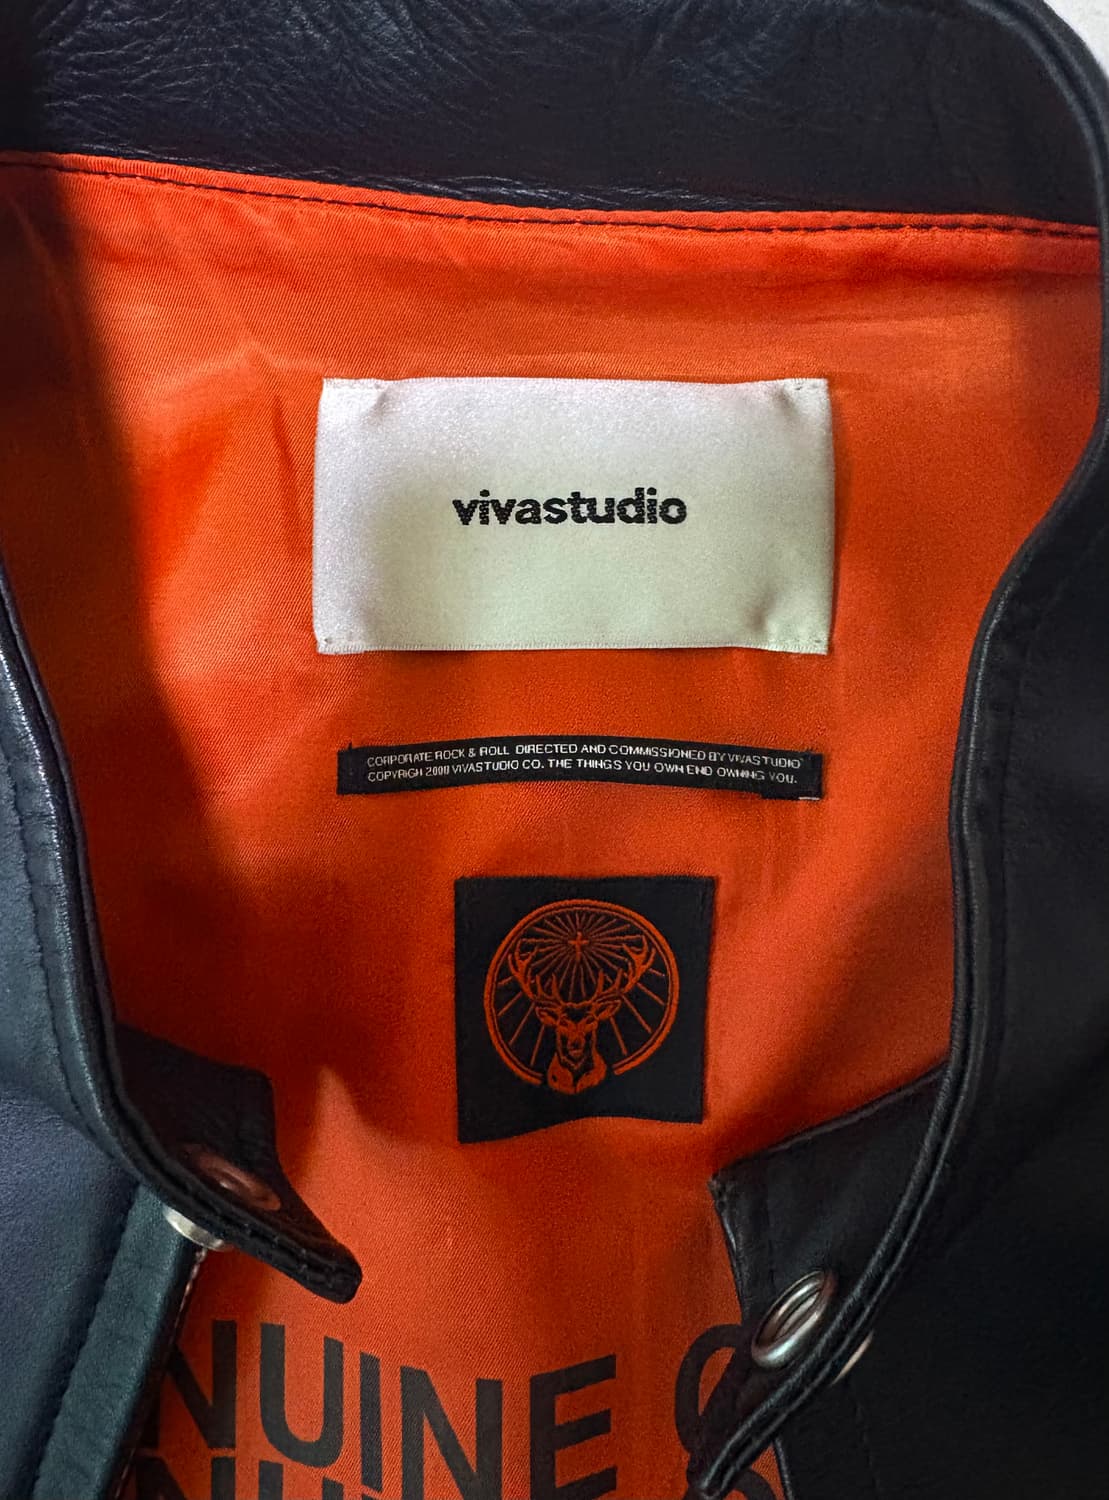 vivastudio
CORPORATE ROCK & ROLL DIRECTED AND COMMISSIONED BY VIVASTUDIO
COPYRIGH 2000 VIVASTUDIO CO. THE THINGS YOU OWN END OWNING YOU.
NUINE